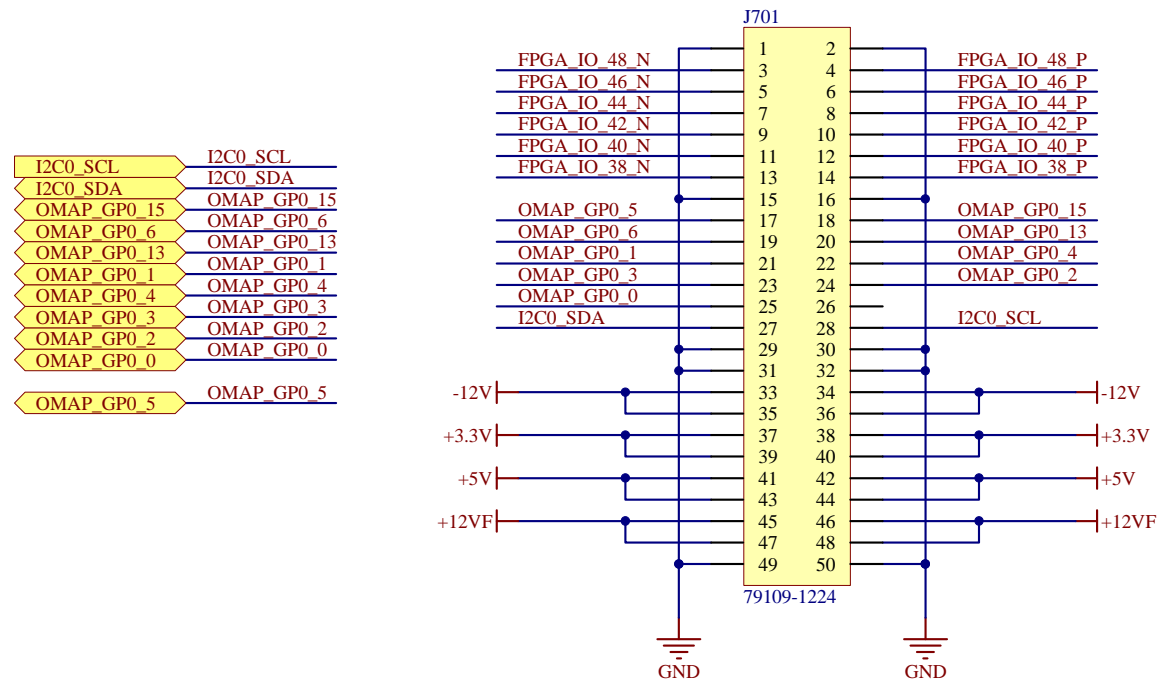 J701
1 2
FPGA_IO_48_N 3 4 FPGA_IO_48_P
FPGA_IO_46_N 5 6 FPGA_IO_46_P
FPGA_IO_44_N 7 8 FPGA_IO_44_P
FPGA_IO_42_N 9 10 FPGA_IO_42_P
FPGA_IO_40_N 11 12 FPGA_IO_40_P
FPGA_IO_38_N 13 14 FPGA_IO_38_P
15 16
OMAP_GP0_5 17 18 OMAP_GP0_15
OMAP_GP0_6 19 20 OMAP_GP0_13
OMAP_GP0_1 21 22 OMAP_GP0_4
OMAP_GP0_3 23 24 OMAP_GP0_2
OMAP_GP0_0 25 26
I2C0_SDA 27 28 I2C0_SCL
29 30
31 32
-12V 33 34 -12V
35 36
+3.3V 37 38 +3.3V
39 40
+5V 41 42 +5V
43 44
+12VF 45 46 +12VF
47 48
49 50
79109-1224
GND GND
I2C0_SCL I2C0_SCL
I2C0_SDA I2C0_SDA
OMAP_GP0_15 OMAP_GP0_15
OMAP_GP0_6 OMAP_GP0_6
OMAP_GP0_13 OMAP_GP0_13
OMAP_GP0_1 OMAP_GP0_1
OMAP_GP0_4 OMAP_GP0_4
OMAP_GP0_3 OMAP_GP0_3
OMAP_GP0_2 OMAP_GP0_2
OMAP_GP0_0 OMAP_GP0_0
OMAP_GP0_5 OMAP_GP0_5